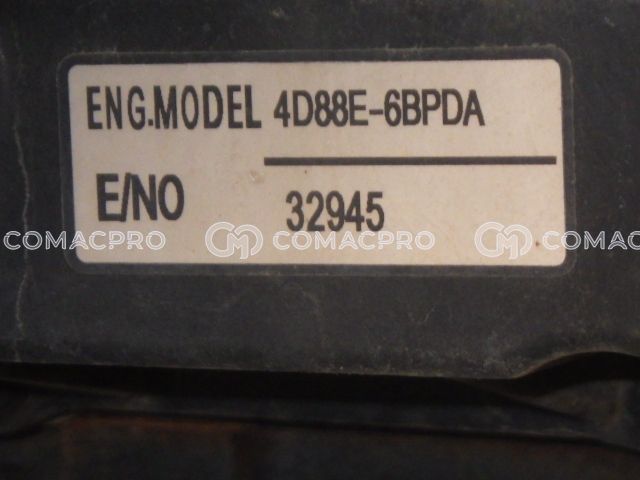 ENG.MODEL 4D88E-6BPDA
E/NO 32945
COMACPRO COMACPRO COMACPRO